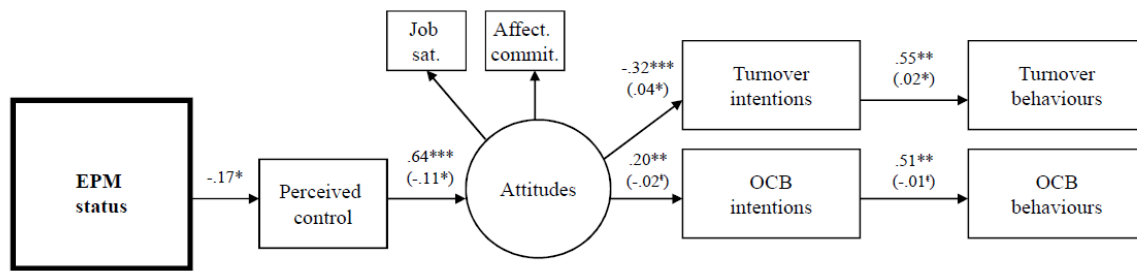 EPM
status
-.17*
Perceived
control
.64***
(-.11*)
Job
sat.
Affect.
commit.
Attitudes
-.32***
(.04*)
Turnover
intentions
.55**
(.02*)
Turnover
behaviours
.20**
(-.02ᵗ)
OCB
intentions
.51**
(-.01ᵗ)
OCB
behaviours